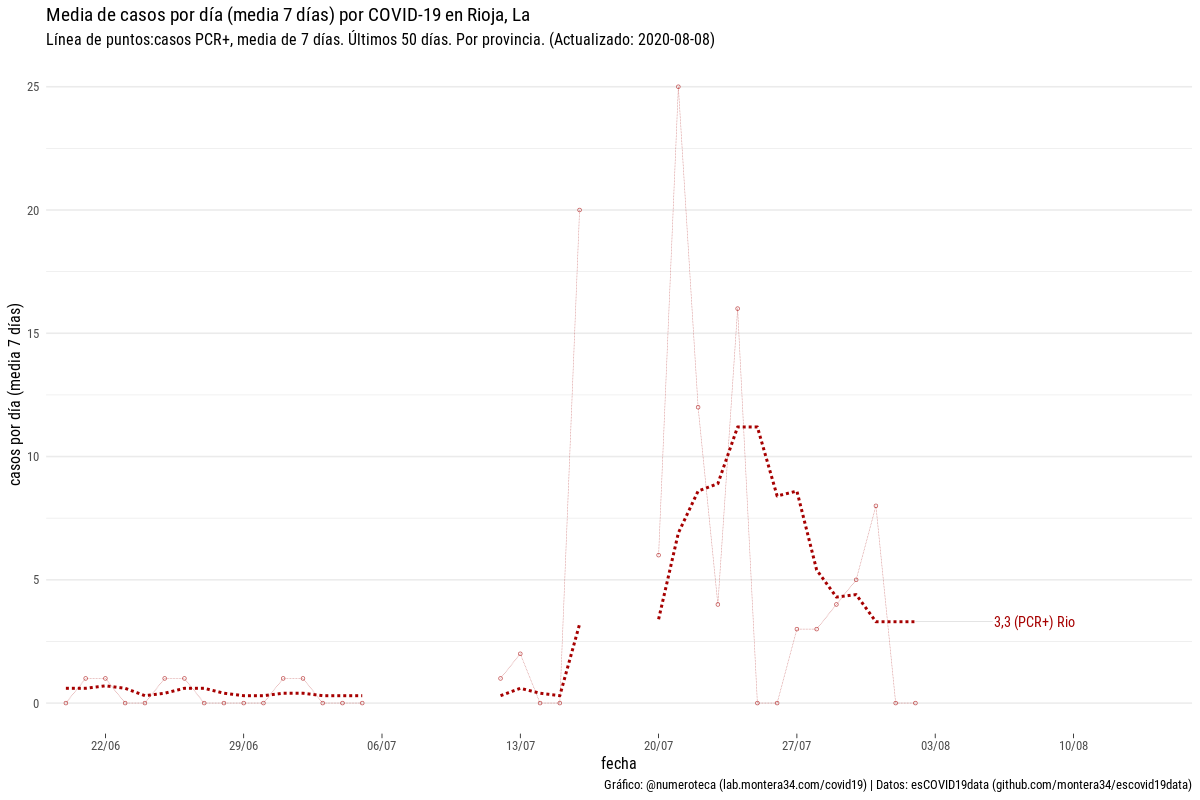 Media de casos por día (media 7 días) por COVID-19 en Rioja, La
Línea de puntos:casos PCR+, media de 7 días. Últimos 50 días. Por provincia. (Actualizado: 2020-08-08)
casos por día (media 7 días)
25
20
15
10
5
0
3,3 (PCR+) Rio
22/06 29/06 06/07 13/07 20/07 27/07 03/08 10/08
fecha
Gráfico: @numeroteca (lab.montera34.com/covid19) | Datos: esCOVID19data (github.com/montera34/escovid19data)